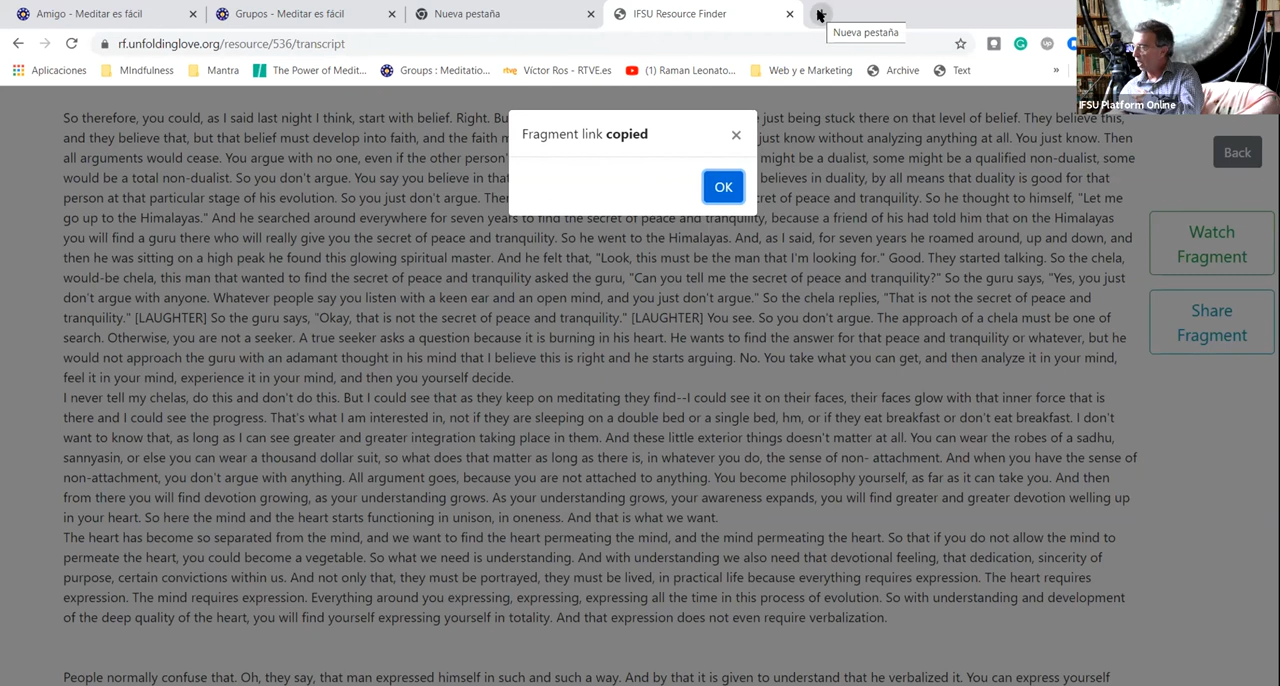 Amigo - Meditar es fácil
Grupos - Meditar es fácil
Nueva pestaña
IFSU Resource Finder
Nueva pestaña
rf.unfoldinglove.org/resource/536/transcript
Aplicaciones
MIndfulness
Mantra
The Power of Medit...
Groups : Meditatio...
Víctor Ros - RTVE.es
(1) Raman Leonato...
Web y e Marketing
Archive
Text
»
IFSU Platform Online
Fragment link copied
OK
Back
Watch
Fragment
Share
Fragment
So therefore, you could, as I said last night I think, start with belief. Right. Bu just being stuck there on that level of belief. They believe this,
and they believe that, but that belief must develop into faith, and the faith m just know without analyzing anything at all. You just know. Then
all arguments would cease. You argue with no one, even if the other person' might be a dualist, some might be a qualified non-dualist, some
would be a total non-dualist. So you don't argue. You say you believe in that believes in duality, by all means that duality is good for that
person at that particular stage of his evolution. So you just don't argue. Ther cret of peace and tranquility. So he thought to himself, "Let me
go up to the Himalayas." And he searched around everywhere for seven years to find the secret of peace and tranquility, because a friend of his had told him that on the Himalayas
you will find a guru there who will really give you the secret of peace and tranquility. So he went to the Himalayas. And, as I said, for seven years he roamed around, up and down, and
then he was sitting on a high peak he found this glowing spiritual master. And he felt that, "Look, this must be the man that I'm looking for." Good. They started talking. So the chela,
would-be chela, this man that wanted to find the secret of peace and tranquility asked the guru, "Can you tell me the secret of peace and tranquility?" So the guru says, "Yes, you just
don't argue with anyone. Whatever people say you listen with a keen ear and an open mind, and you just don't argue." So the chela replies, "That is not the secret of peace and
tranquility." [LAUGHTER] So the guru says, "Okay, that is not the secret of peace and tranquility." [LAUGHTER] You see. So you don't argue. The approach of a chela must be one of
search. Otherwise, you are not a seeker. A true seeker asks a question because it is burning in his heart. He wants to find the answer for that peace and tranquility or whatever, but he
would not approach the guru with an adamant thought in his mind that I believe this is right and he starts arguing. No. You take what you can get, and then analyze it in your mind,
feel it in your mind, experience it in your mind, and then you yourself decide.
I never tell my chelas, do this and don't do this. But I could see that as they keep on meditating they find--I could see it on their faces, their faces glow with that inner force that is
there and I could see the progress. That's what I am interested in, not if they are sleeping on a double bed or a single bed, hm, or if they eat breakfast or don't eat breakfast. I don't
want to know that, as long as I can see greater and greater integration taking place in them. And these little exterior things doesn't matter at all. You can wear the robes of a sadhu,
sannyasin, or else you can wear a thousand dollar suit, so what does that matter as long as there is, in whatever you do, the sense of non- attachment. And when you have the sense of
non-attachment, you don't argue with anything. All argument goes, because you are not attached to anything. You become philosophy yourself, as far as it can take you. And then
from there you will find devotion growing, as your understanding grows. As your understanding grows, your awareness expands, you will find greater and greater devotion welling up
in your heart. So here the mind and the heart starts functioning in unison, in oneness. And that is what we want.
The heart has become so separated from the mind, and we want to find the heart permeating the mind, and the mind permeating the heart. So that if you do not allow the mind to
permeate the heart, you could become a vegetable. So what we need is understanding. And with understanding we also need that devotional feeling, that dedication, sincerity of
purpose, certain convictions within us. And not only that, they must be portrayed, they must be lived, in practical life because everything requires expression. The heart requires
expression. The mind requires expression. Everything around you expressing, expressing, expressing all the time in this process of evolution. So with understanding and development
of the deep quality of the heart, you will find yourself expressing yourself in totality. And that expression does not even require verbalization.
People normally confuse that. Oh, they say, that man expressed himself in such and such a way. And by that it is given to understand that he verbalized it. You can express yourself